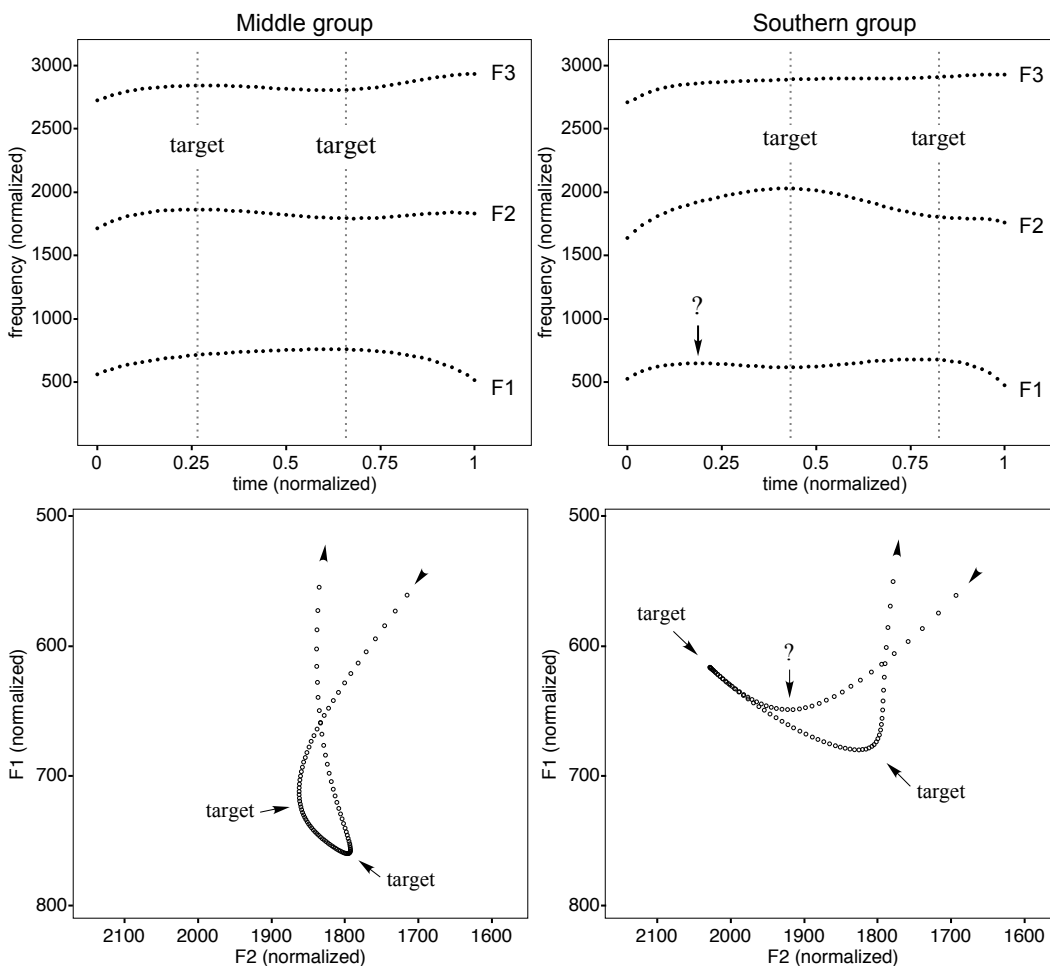 Middle group
3000
2500
2000
1500
1000
500
frequency (normalized)
F3
target
target
F2
F1
0
0.25
0.5
0.75
1
time (normalized)
Southern group
3000
2500
2000
1500
1000
500
frequency (normalized)
F3
target
target
F2
?
F1
0
0.25
0.5
0.75
1
time (normalized)
500
600
700
800
F1 (normalized)
target
target
2100
2000
1900
1800
1700
1600
F2 (normalized)
500
600
700
800
F1 (normalized)
target
?
target
2100
2000
1900
1800
1700
1600
F2 (normalized)